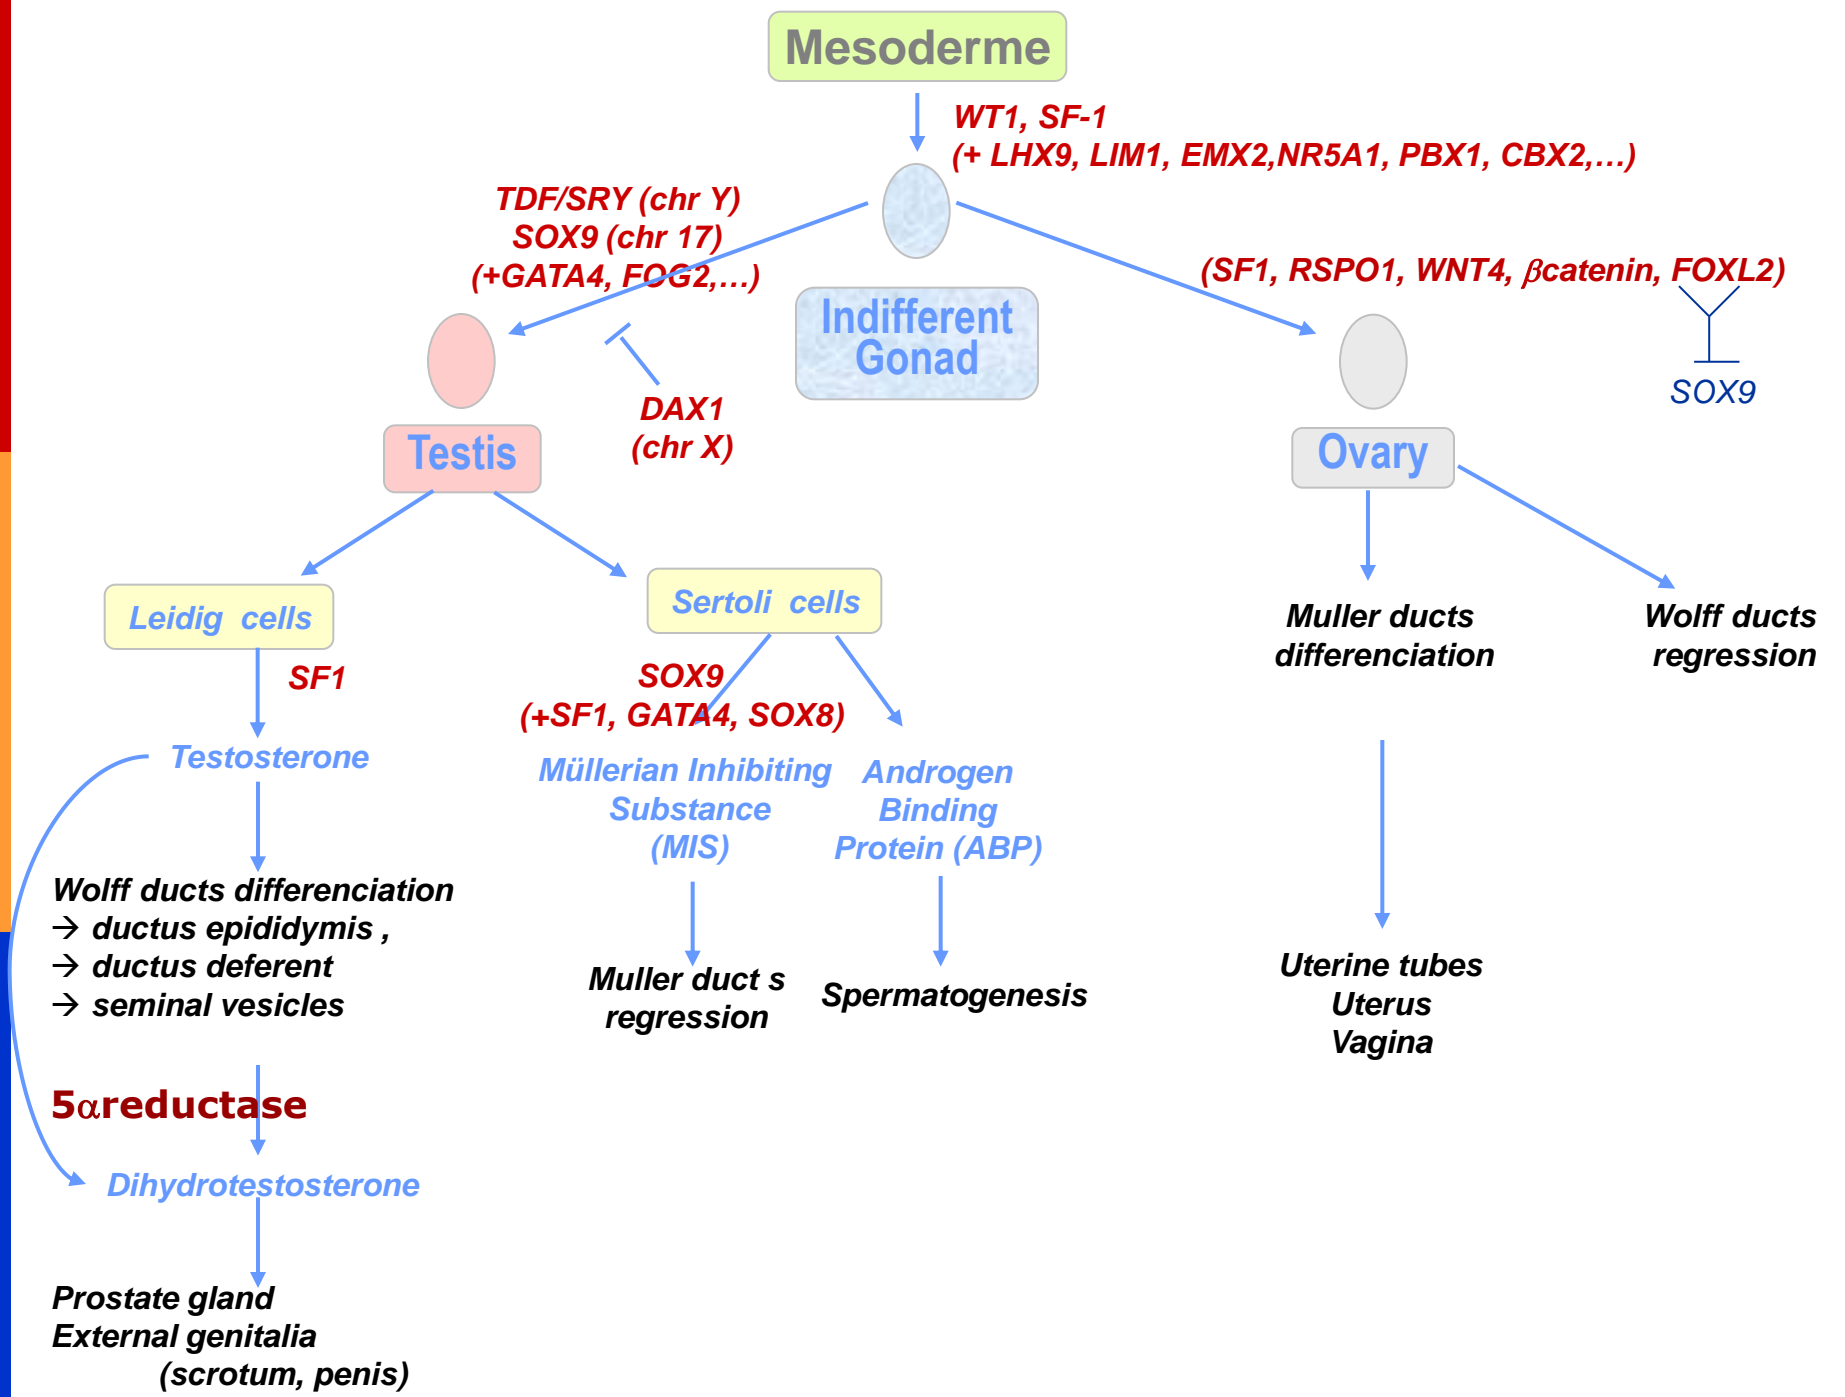 Mesoderme
WT1, SF-1
(+ LHX9, LIM1, EMX2,NR5A1, PBX1, CBX2,…)
TDF/SRY (chr Y)
SOX9 (chr 17)
(+GATA4, FOG2,…)
(SF1, RSPO1, WNT4, βcatenin, FOXL2)
Indifferent
Gonad
SOX9
DAX1
(chr X)
Testis
Ovary
Leidig cells
Sertoli cells
Muller ducts
differenciation
Wolff ducts
regression
SF1
SOX9
(+SF1, GATA4, SOX8)
Testosterone
Müllerian Inhibiting
Substance
(MIS)
Androgen
Binding
Protein (ABP)
Wolff ducts differenciation
→ ductus epididymis ,
→ ductus deferent
→ seminal vesicles
Muller duct s
regression
Spermatogenesis
Uterine tubes
Uterus
Vagina
5αreductase
Dihydrotestosterone
Prostate gland
External genitalia
(scrotum, penis)